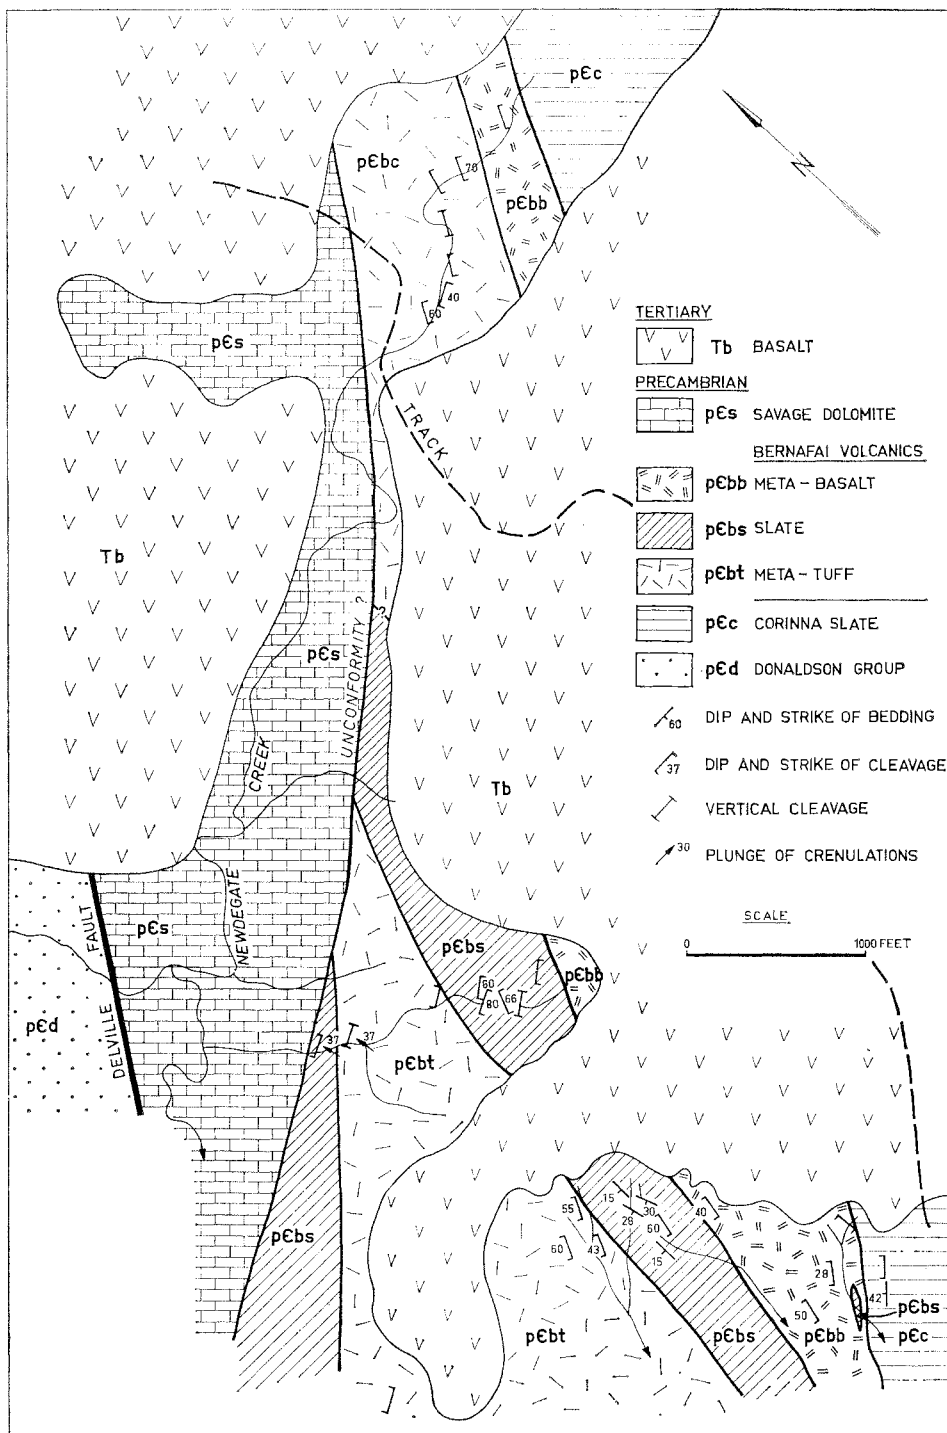 pЄc
pЄbc
70
pЄbb
N
40
60
pЄs
TRACK
TERTIARY
Tb BASALT
PRECAMBRIAN
pЄs SAVAGE DOLOMITE
BERNAFAI VOLCANICS
pЄbb META-BASALT
pЄbs SLATE
pЄbt META-TUFF
pЄc CORINNA SLATE
pЄd DONALDSON GROUP
60 DIP AND STRIKE OF BEDDING
37 DIP AND STRIKE OF CLEAVAGE
VERTICAL CLEAVAGE
30 PLUNGE OF CRENULATIONS
SCALE
0 1000 FEET
Tb
pЄs
UNCONFORMITY ?
CREEK
Tb
NEWDEGATE
FAULT
DELVILLE
pЄs
pЄd
pЄbs
pЄbb
60
80
66
37
37
pЄbt
pЄbs
55
15
30
40
28
60
60
43
15
28
42
50
pЄbs
pЄbt
pЄbs
pЄbb
pЄc